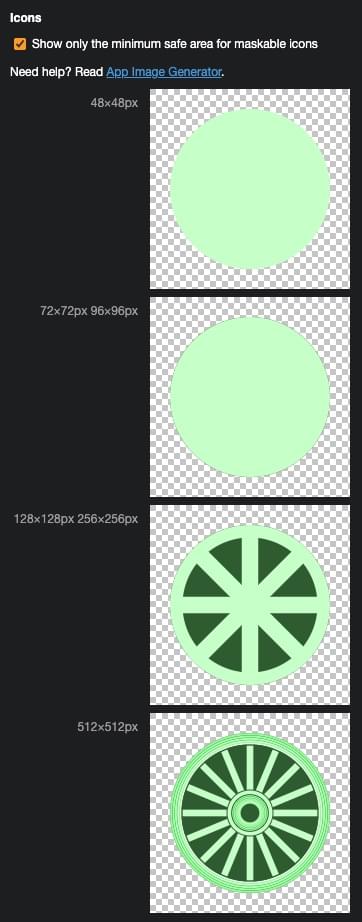 Icons
Show only the minimum safe area for maskable icons
Need help? Read App Image Generator.
48×48px
72×72px 96×96px
128×128px 256×256px
512×512px